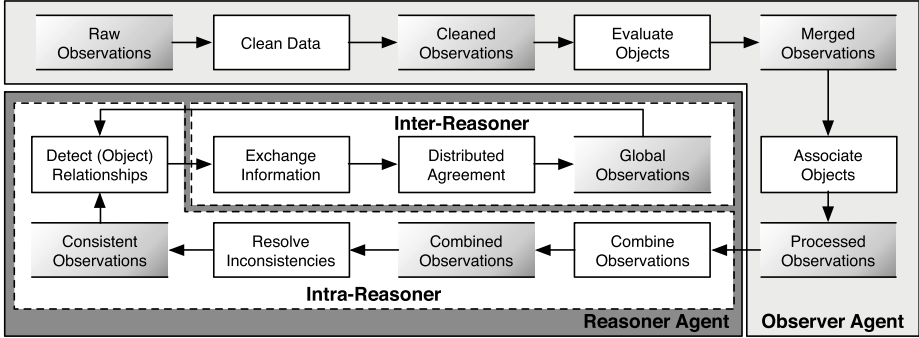 Raw
Observations
Clean Data
Cleaned
Observations
Evaluate
Objects
Merged
Observations
Inter-Reasoner
Detect (Object)
Relationships
Exchange
Information
Distributed
Agreement
Global
Observations
Associate
Objects
Consistent
Observations
Resolve
Inconsistencies
Combined
Observations
Combine
Observations
Processed
Observations
Intra-Reasoner
Reasoner Agent
Observer Agent